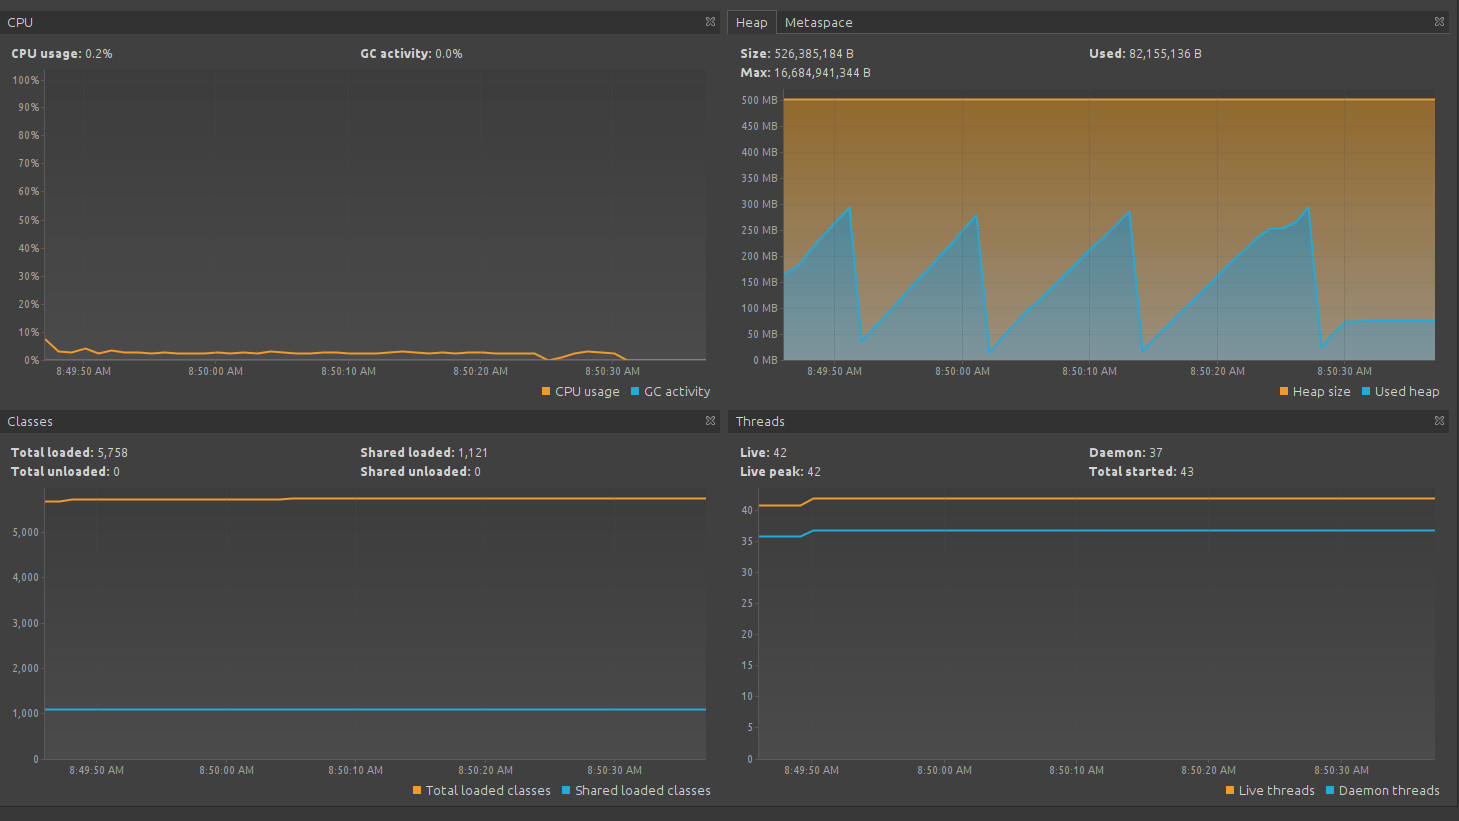 CPU
CPU usage: 0.2%
GC activity: 0.0%
100%
90%
80%
70%
60%
50%
40%
30%
20%
10%
0%
8:49:50 AM
8:50:00 AM
8:50:10 AM
8:50:20 AM
8:50:30 AM
CPU usage
GC activity
Heap
Metaspace
Size: 526,385,184 B
Used: 82,155,136 B
Max: 16,684,941,344 B
500 MB
450 MB
400 MB
350 MB
300 MB
250 MB
200 MB
150 MB
100 MB
50 MB
0 MB
8:49:50 AM
8:50:00 AM
8:50:10 AM
8:50:20 AM
8:50:30 AM
Heap size
Used heap
Classes
Total loaded: 5,758
Shared loaded: 1,121
Total unloaded: 0
Shared unloaded: 0
5,000
4,000
3,000
2,000
1,000
0
8:49:50 AM
8:50:00 AM
8:50:10 AM
8:50:20 AM
8:50:30 AM
Total loaded classes
Shared loaded classes
Threads
Live: 42
Daemon: 37
Live peak: 42
Total started: 43
40
35
30
25
20
15
10
5
0
8:49:50 AM
8:50:00 AM
8:50:10 AM
8:50:20 AM
8:50:30 AM
Live threads
Daemon threads